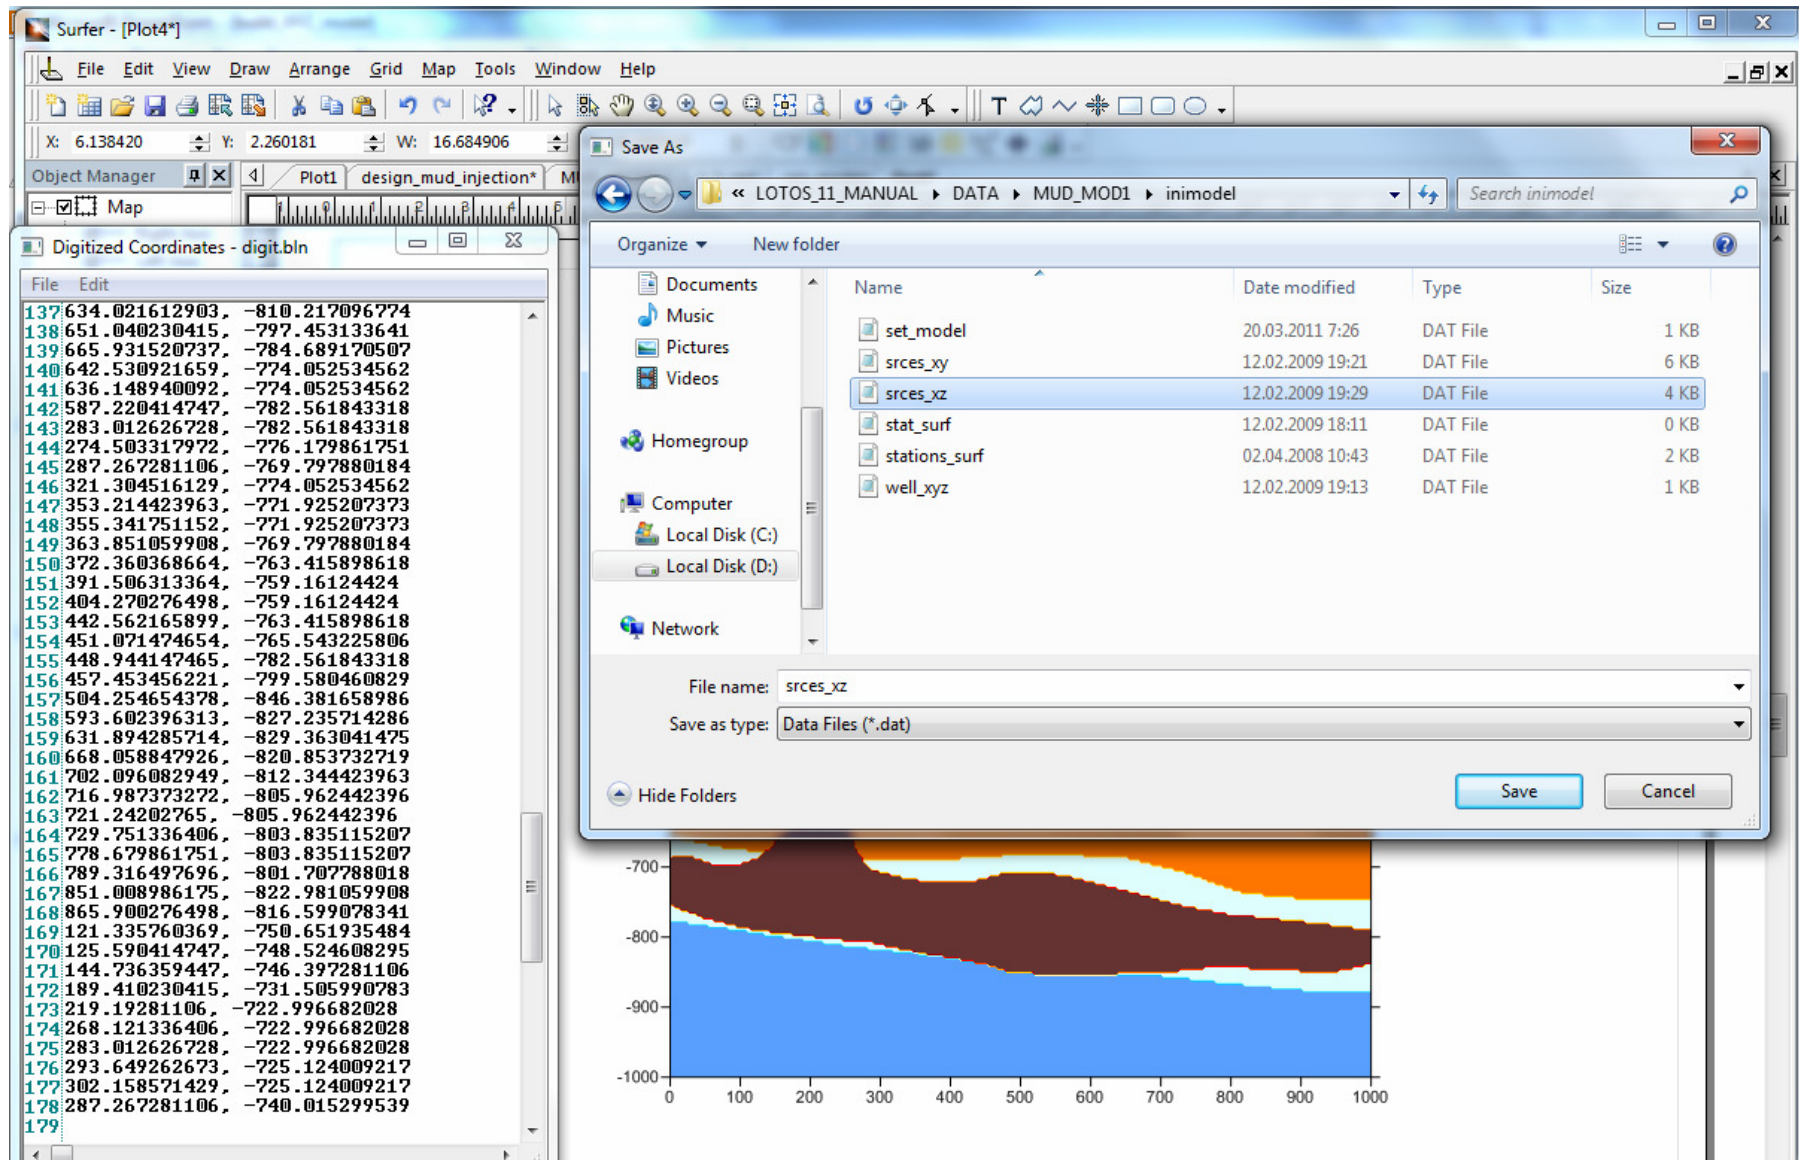 Surfer - [Plot4*]
File Edit View Draw Arrange Grid Map Tools Window Help
X: 6.138420 Y: 2.260181 W: 16.684906
Object Manager Plot1 design_mud_injection*
Map
Digitized Coordinates - digit.bln
File Edit
137 634.021612903, -810.217096774
138 651.040230415, -797.453133641
139 665.931520737, -784.689170507
140 642.530921659, -774.052534562
141 636.148940092, -774.052534562
142 587.220414747, -782.561843318
143 283.012626728, -782.561843318
144 274.503317972, -776.179861751
145 287.267281106, -769.797880184
146 321.304516129, -774.052534562
147 353.214423963, -771.925207373
148 355.341751152, -771.925207373
149 363.851059908, -769.797880184
150 372.360368664, -763.415898618
151 391.506313364, -759.16124424
152 404.270276498, -759.16124424
153 442.562165899, -763.415898618
154 451.071474654, -765.543225806
155 448.944147465, -782.561843318
156 457.453456221, -799.580460829
157 504.254654378, -846.381658986
158 593.602396313, -827.235714286
159 631.894285714, -829.363041475
160 668.058847926, -820.853732719
161 702.096082949, -812.344423963
162 716.987373272, -805.962442396
163 721.24202765, -805.962442396
164 729.751336406, -803.835115207
165 778.679861751, -803.835115207
166 789.316497696, -801.707788018
167 851.008986175, -822.981059908
168 865.900276498, -816.599078341
169 121.335760369, -750.651935484
170 125.590414747, -748.524608295
171 144.736359447, -746.397281106
172 189.410230415, -731.505990783
173 219.19281106, -722.996682028
174 268.121336406, -722.996682028
175 283.012626728, -722.996682028
176 293.649262673, -725.124009217
177 302.158571429, -725.124009217
178 287.267281106, -740.015299539
179
Save As
« LOTOS_11_MANUAL DATA MUD_MOD1 inimodel
Search inimodel
Organize New folder
Documents
Music
Pictures
Videos
Homegroup
Computer
Local Disk (C:)
Local Disk (D:)
Network
Name Date modified Type Size
set_model 20.03.2011 7:26 DAT File 1 KB
srces_xy 12.02.2009 19:21 DAT File 6 KB
srces_xz 12.02.2009 19:29 DAT File 4 KB
stat_surf 12.02.2009 18:11 DAT File 0 KB
stations_surf 02.04.2008 10:43 DAT File 2 KB
well_xyz 12.02.2009 19:13 DAT File 1 KB
File name: srces_xz
Save as type: Data Files (*.dat)
Hide Folders Save Cancel
-700
-800
-900
-1000
0 100 200 300 400 500 600 700 800 900 1000